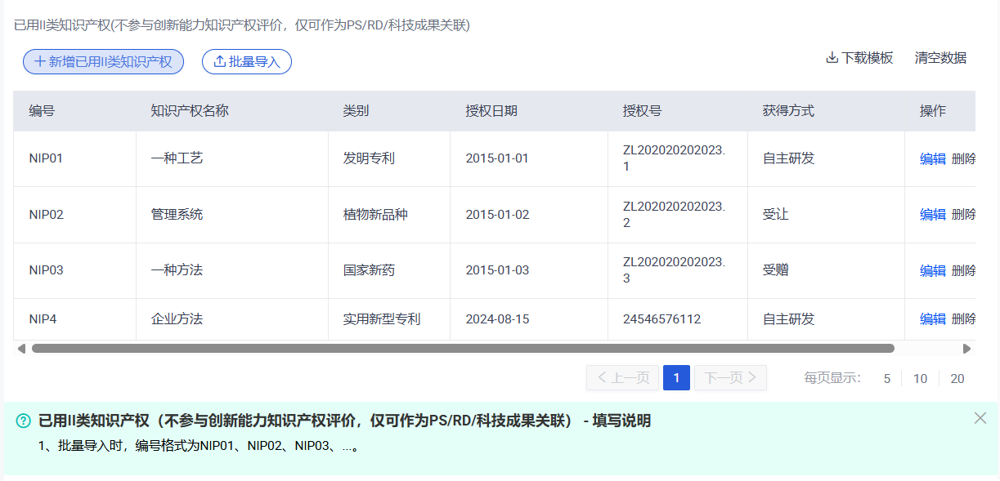 已用II类知识产权(不参与创新能力知识产权评价，仅可作为PS/RD/科技成果关联)
新增已用II类知识产权 批量导入 下载模板 清空数据
编号 知识产权名称 类别 授权日期 授权号 获得方式 操作
NIP01 一种工艺 发明专利 2015-01-01 ZL202020202023.1 自主研发 编辑 删除
NIP02 管理系统 植物新品种 2015-01-02 ZL202020202023.2 受让 编辑 删除
NIP03 一种方法 国家新药 2015-01-03 ZL202020202023.3 受赠 编辑 删除
NIP4 企业方法 实用新型专利 2024-08-15 24546576112 自主研发 编辑 删除
上一页 1 下一页 每页显示： 5 10 20
已用II类知识产权（不参与创新能力知识产权评价，仅可作为PS/RD/科技成果关联） - 填写说明
1、批量导入时，编号格式为NIP01、NIP02、NIP03、...。